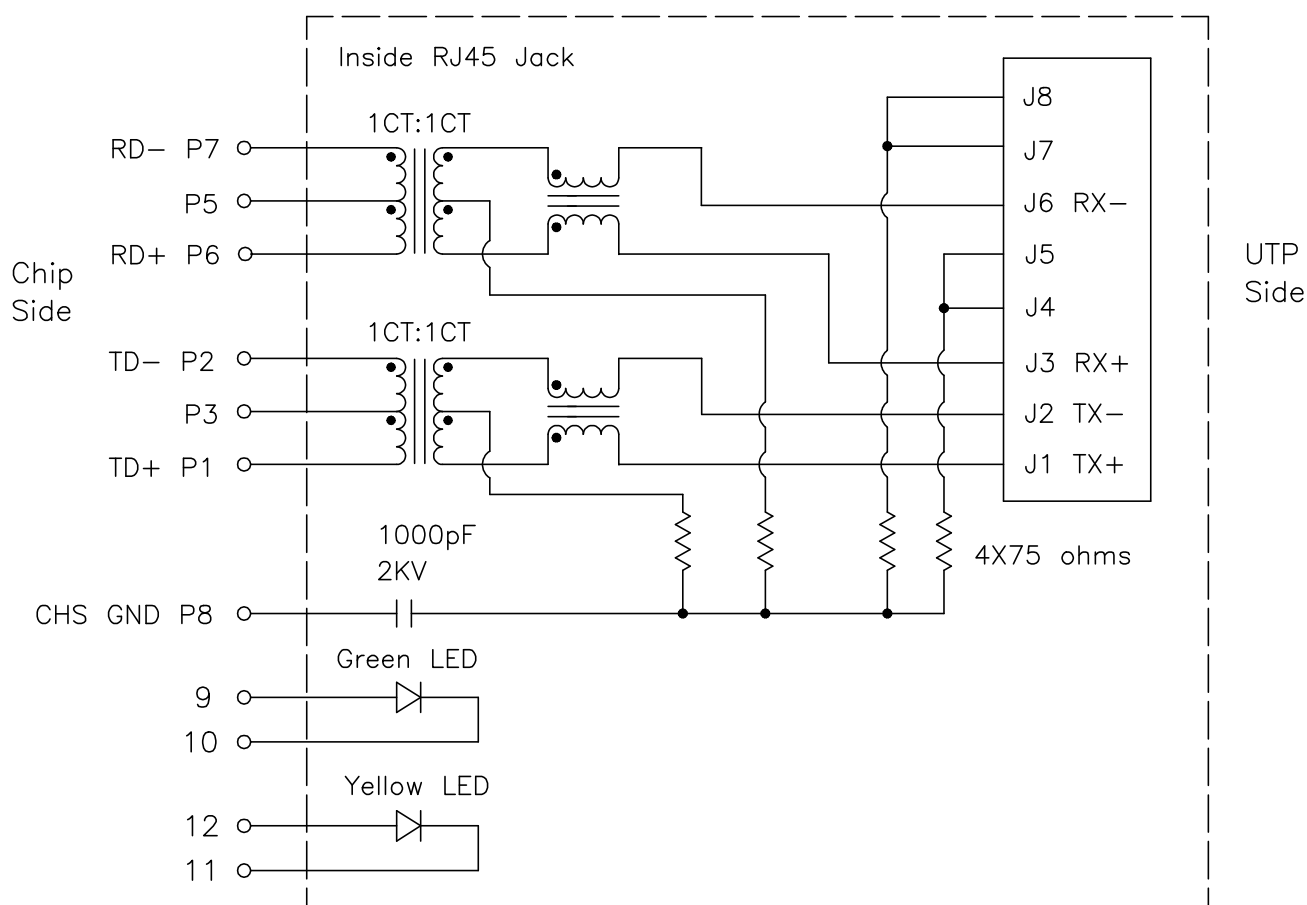 Inside RJ45 Jack
1CT:1CT
RD- P7
P5
RD+ P6
Chip
Side
1CT:1CT
TD- P2
P3
TD+ P1
1000pF
2KV
CHS GND P8
Green LED
9
10
Yellow LED
12
11
J8
J7
J6 RX-
J5
J4
J3 RX+
J2 TX-
J1 TX+
4X75 ohms
UTP
Side